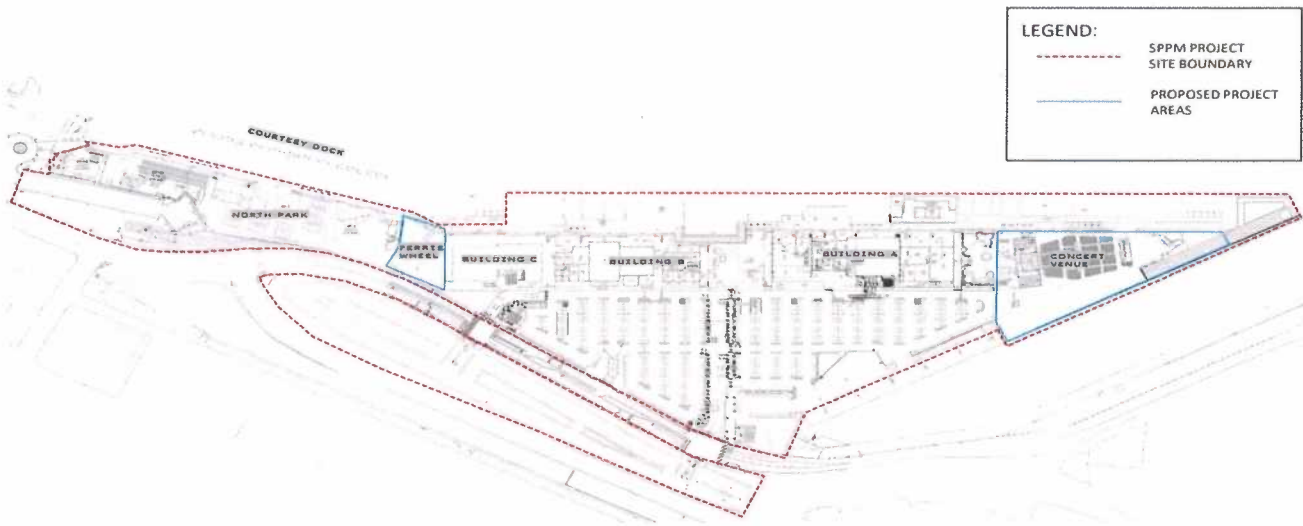 LEGEND:
SPPM PROJECT
SITE BOUNDARY
PROPOSED PROJECT
AREAS
COURTESY DOCK
NORTH PARK
FERRIS
WHEEL
BUILDING C
BUILDING B
BUILDING A
CONCERT
VENUE